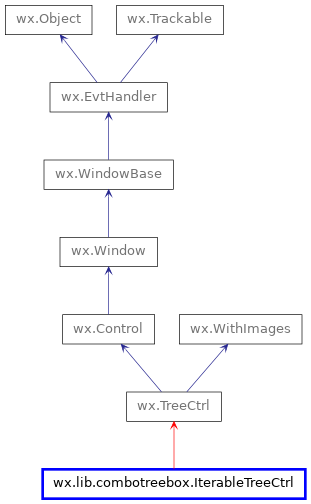 wx.Object
wx.Trackable
wx.EvtHandler
wx.WindowBase
wx.Window
wx.Control
wx.WithImages
wx.TreeCtrl
wx.lib.combotreebox.IterableTreeCtrl